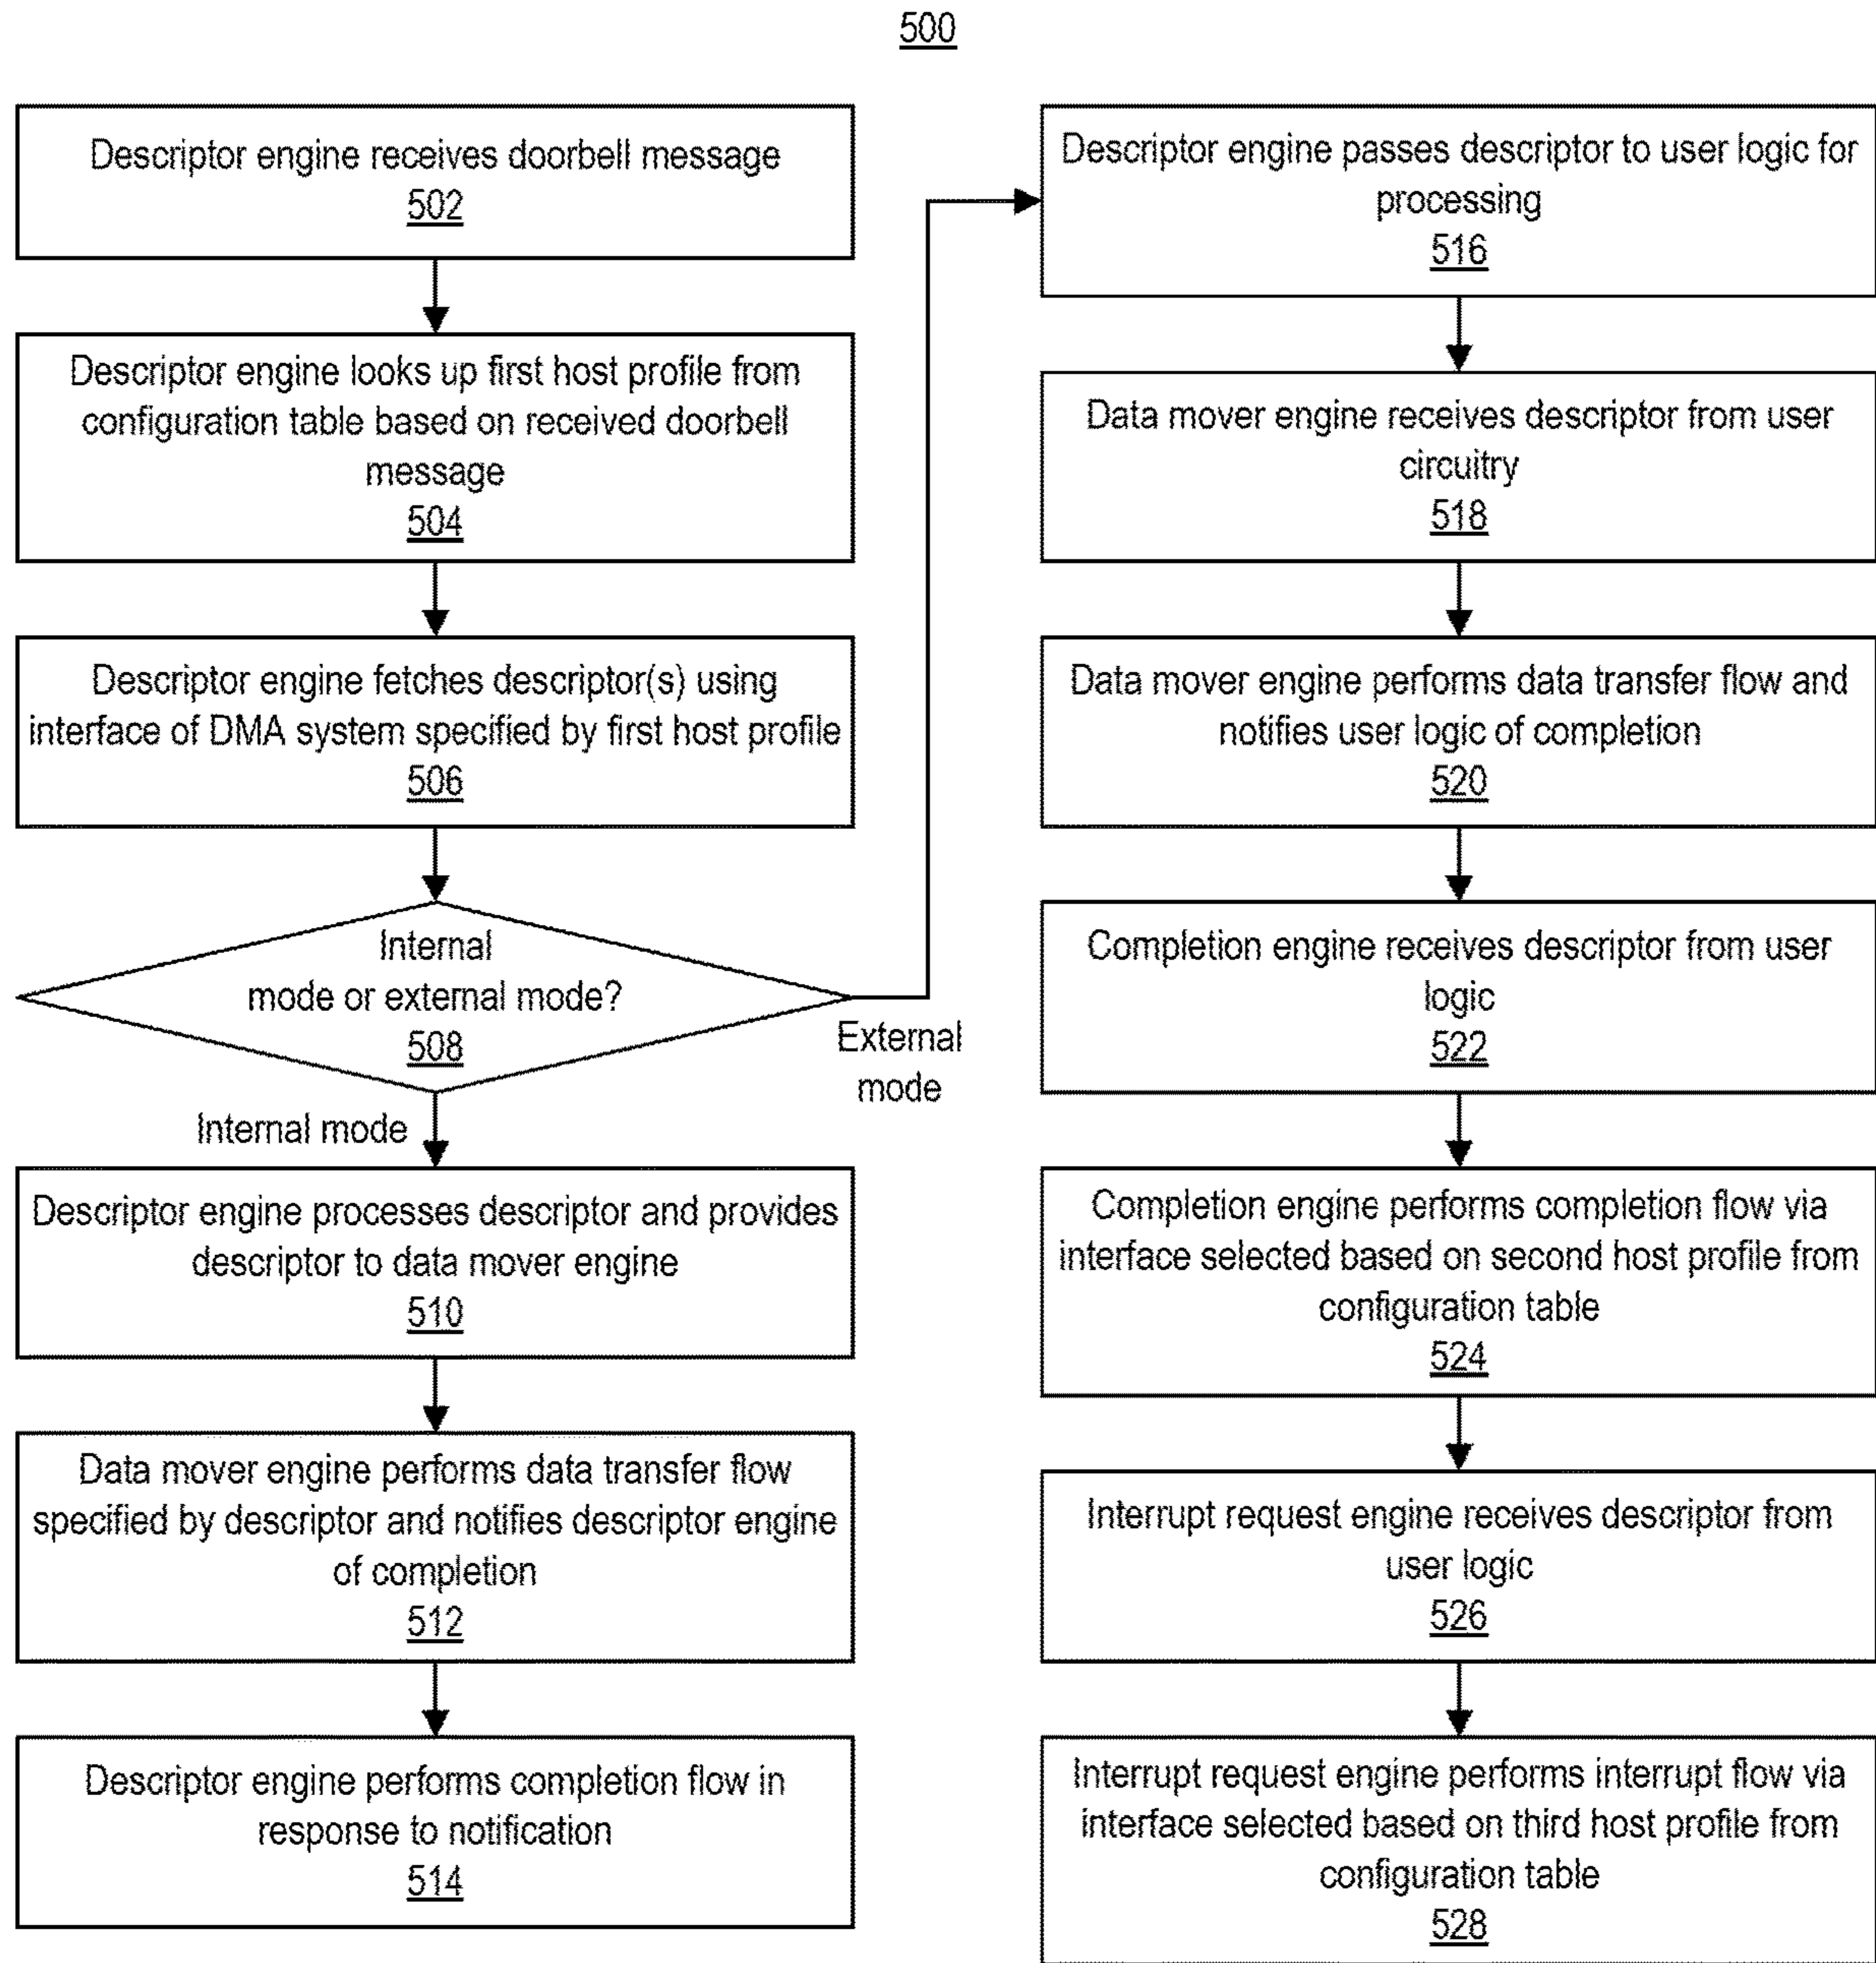 500
Descriptor engine receives doorbell message
502
Descriptor engine looks up first host profile from
configuration table based on received doorbell
message
504
Descriptor engine fetches descriptor(s) using
interface of DMA system specified by first host profile
506
Internal
mode or external mode?
508
External
mode
Internal mode
Descriptor engine processes descriptor and provides
descriptor to data mover engine
510
Data mover engine performs data transfer flow
specified by descriptor and notifies descriptor engine
of completion
512
Descriptor engine performs completion flow in
response to notification
514
Descriptor engine passes descriptor to user logic for
processing
516
Data mover engine receives descriptor from user
circuitry
518
Data mover engine performs data transfer flow and
notifies user logic of completion
520
Completion engine receives descriptor from user
logic
522
Completion engine performs completion flow via
interface selected based on second host profile from
configuration table
524
Interrupt request engine receives descriptor from
user logic
526
Interrupt request engine performs interrupt flow via
interface selected based on third host profile from
configuration table
528